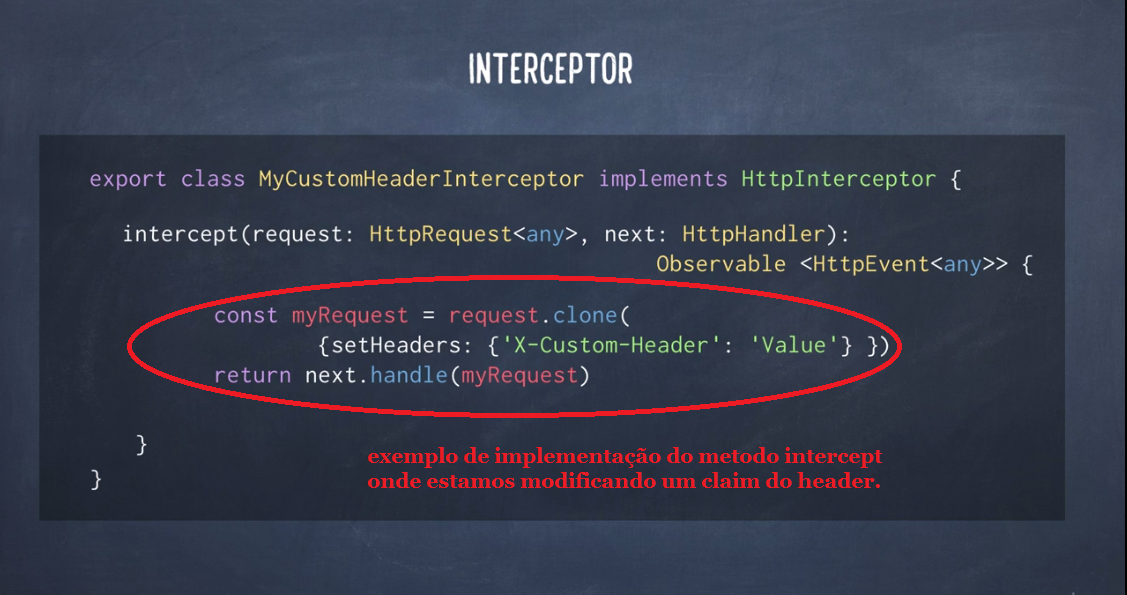 INTERCEPTOR
export class MyCustomHeaderInterceptor implements HttpInterceptor {
intercept(request: HttpRequest<any>, next: HttpHandler):
Observable <HttpEvent<any>> {
const myRequest = request.clone(
{setHeaders: {'X-Custom-Header': 'Value'} })
return next.handle(myRequest)
}
exemplo de implementação do metodo intercept
onde estamos modificando um claim do header.
}